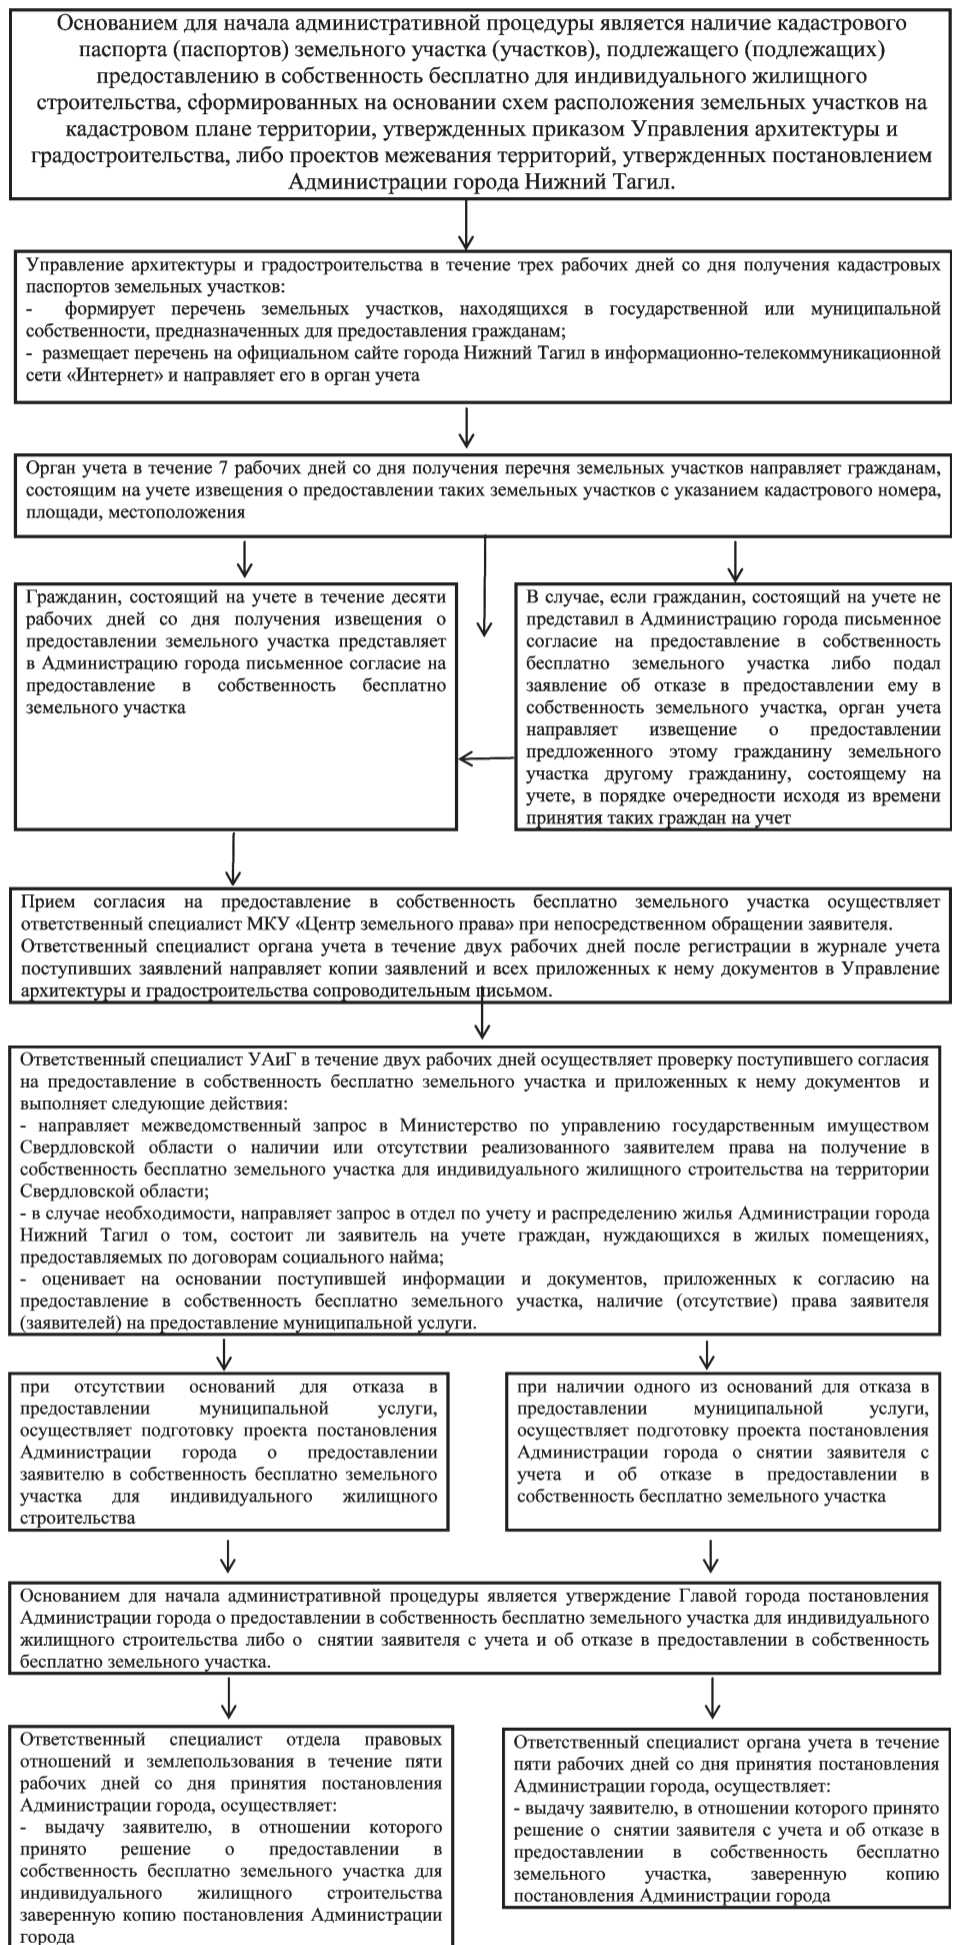 Основанием для начала административной процедуры является наличие кадастрового
паспорта (паспортов) земельного участка (участков), подлежащего (подлежащих)
предоставлению в собственность бесплатно для индивидуального жилищного
строительства, сформированных на основании схем расположения земельных участков на
кадастровом плане территории, утвержденных приказом Управления архитектуры и
градостроительства, либо проектов межевания территорий, утвержденных постановлением
Администрации города Нижний Тагил.
Управление архитектуры и градостроительства в течение трех рабочих дней со дня получения кадастровых
паспортов земельных участков:
- формирует перечень земельных участков, находящихся в государственной или муниципальной
собственности, предназначенных для предоставления гражданам;
- размещает перечень на официальном сайте города Нижний Тагил в информационно-телекоммуникационной
сети «Интернет» и направляет его в орган учета
Орган учета в течение 7 рабочих дней со дня получения перечня земельных участков направляет гражданам,
состоящим на учете извещения о предоставлении таких земельных участков с указанием кадастрового номера,
площади, местоположения
Гражданин, состоящий на учете в течение десяти
рабочих дней со дня получения извещения о
предоставлении земельного участка представляет
в Администрацию города письменное согласие на
предоставление в собственность бесплатно
земельного участка
В случае, если гражданин, состоящий на учете не
представил в Администрацию города письменное
согласие на предоставление в собственность
бесплатно земельного участка либо подал
заявление об отказе в предоставлении ему в
собственность земельного участка, орган учета
направляет извещение о предоставлении
предложенного этому гражданину земельного
участка другому гражданину, состоящему на
учете, в порядке очередности исходя из времени
принятия таких граждан на учет
Прием согласия на предоставление в собственность бесплатно земельного участка осуществляет
ответственный специалист МКУ «Центр земельного права» при непосредственном обращении заявителя.
Ответственный специалист органа учета в течение двух рабочих дней после регистрации в журнале учета
поступивших заявлений направляет копии заявлений и всех приложенных к нему документов в Управление
архитектуры и градостроительства сопроводительным письмом.
Ответственный специалист УАиГ в течение двух рабочих дней осуществляет проверку поступившего согласия
на предоставление в собственность бесплатно земельного участка и приложенных к нему документов и
выполняет следующие действия:
- направляет межведомственный запрос в Министерство по управлению государственным имуществом
Свердловской области о наличии или отсутствии реализованного заявителем права на получение в
собственность бесплатно земельного участка для индивидуального жилищного строительства на территории
Свердловской области;
- в случае необходимости, направляет запрос в отдел по учету и распределению жилья Администрации города
Нижний Тагил о том, состоит ли заявитель на учете граждан, нуждающихся в жилых помещениях,
предоставляемых по договорам социального найма;
- оценивает на основании поступившей информации и документов, приложенных к согласию на
предоставление в собственность бесплатно земельного участка, наличие (отсутствие) права заявителя
(заявителей) на предоставление муниципальной услуги.
при отсутствии оснований для отказа в
предоставлении муниципальной услуги,
осуществляет подготовку проекта постановления
Администрации города о предоставлении
заявителю в собственность бесплатно земельного
участка для индивидуального жилищного
строительства
при наличии одного из оснований для отказа в
предоставлении муниципальной услуги,
осуществляет подготовку проекта постановления
Администрации города о снятии заявителя с
учета и об отказе в предоставлении в
собственность бесплатно земельного участка
Основанием для начала административной процедуры является утверждение Главой города постановления
Администрации города о предоставлении в собственность бесплатно земельного участка для индивидуального
жилищного строительства либо о снятии заявителя с учета и об отказе в предоставлении в собственность
бесплатно земельного участка.
Ответственный специалист отдела правовых
отношений и землепользования в течение пяти
рабочих дней со дня принятия постановления
Администрации города, осуществляет:
- выдачу заявителю, в отношении которого
принято решение о предоставлении в
собственность бесплатно земельного участка для
индивидуального жилищного строительства
заверенную копию постановления Администрации
города
Ответственный специалист органа учета в течение
пяти рабочих дней со дня принятия постановления
Администрации города, осуществляет:
- выдачу заявителю, в отношении которого принято
решение о снятии заявителя с учета и об отказе в
предоставлении в собственность бесплатно
земельного участка, заверенную копию
постановления Администрации города